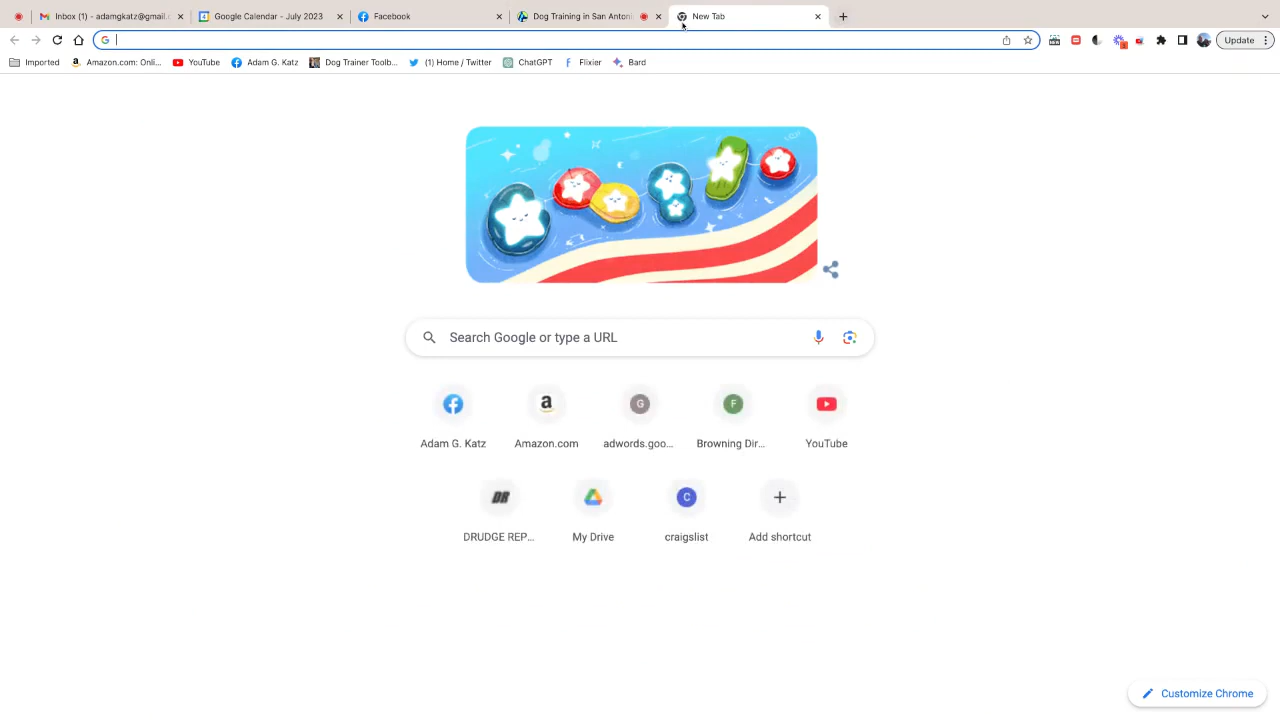 Inbox (1) - adamgkatz@gmail.c
Google Calendar - July 2023
Facebook
Dog Training in San Antoni
New Tab
Update
Imported
Amazon.com: Onli...
YouTube
Adam G. Katz
Dog Trainer Toolb...
(1) Home / Twitter
ChatGPT
Flixier
Bard
Search Google or type a URL
Adam G. Katz
Amazon.com
adwords.goo...
Browning Dir...
YouTube
DRUDGE REP...
My Drive
craigslist
Add shortcut
Customize Chrome